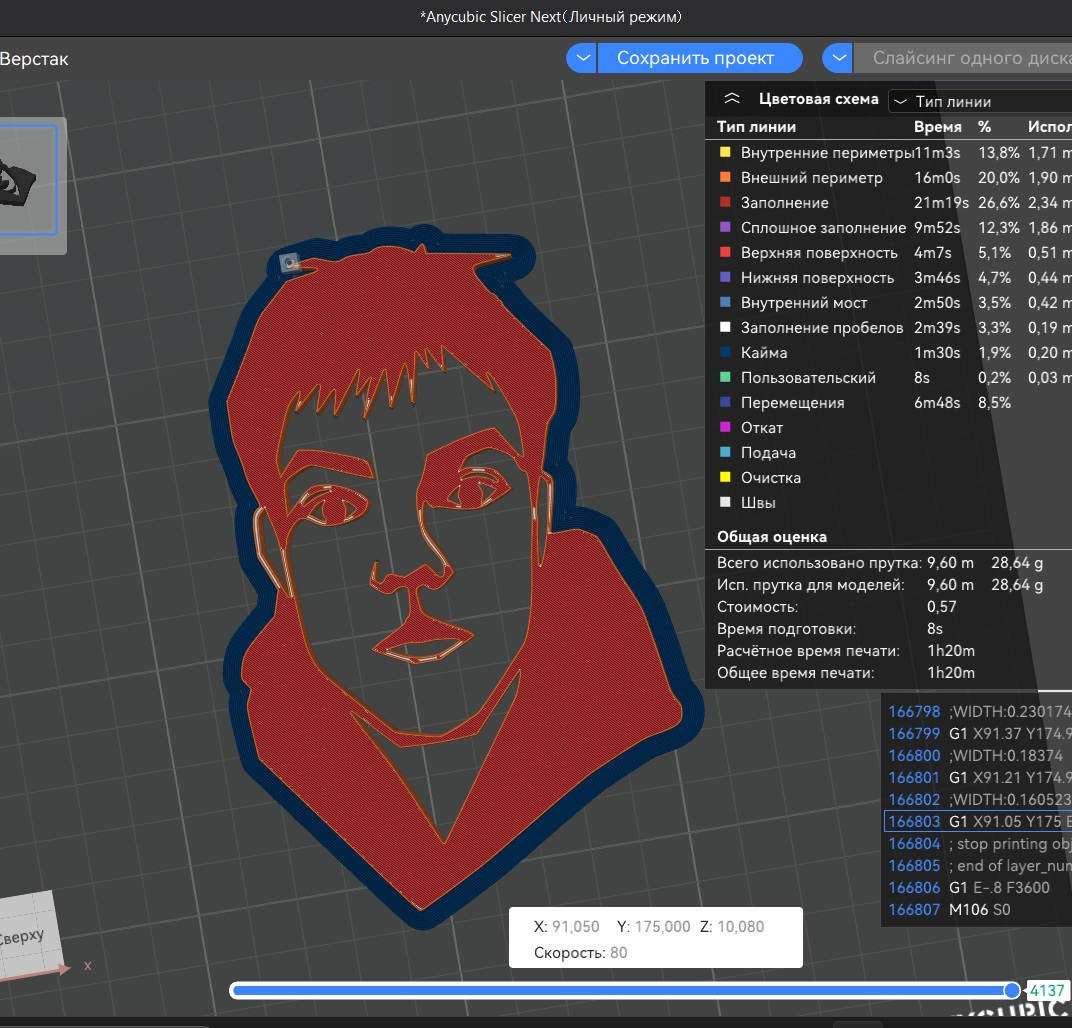 *Anycubic Slicer Next(Личный режим)
Верстак
Сохранить проект
Слайсинг одного диска
Цветовая схема
Тип линии
Тип линии Время % Испол
Внутренние периметры 11m3s 13,8% 1,71 m
Внешний периметр 16m0s 20,0% 1,90 m
Заполнение 21m19s 26,6% 2,34 m
Сплошное заполнение 9m52s 12,3% 1,86 m
Верхняя поверхность 4m7s 5,1% 0,51 m
Нижняя поверхность 3m46s 4,7% 0,44 m
Внутренний мост 2m50s 3,5% 0,42 m
Заполнение пробелов 2m39s 3,3% 0,19 m
Кайма 1m30s 1,9% 0,20 m
Пользовательский 8s 0,2% 0,03 m
Перемещения 6m48s 8,5%
Откат
Подача
Очистка
Швы
Общая оценка
Всего использовано прутка: 9,60 m 28,64 g
Исп. прутка для моделей: 9,60 m 28,64 g
Стоимость: 0,57
Время подготовки: 8s
Расчётное время печати: 1h20m
Общее время печати: 1h20m
166798 ;WIDTH:0.230174
166799 G1 X91.37 Y174.9
166800 ;WIDTH:0.18374
166801 G1 X91.21 Y174.9
166802 ;WIDTH:0.160523
166803 G1 X91.05 Y175 E
166804 ; stop printing obj
166805 ; end of layer_num
166806 G1 E-.8 F3600
166807 M106 S0
X: 91,050 Y: 175,000 Z: 10,080
Скорость: 80
Сверху
x
4137